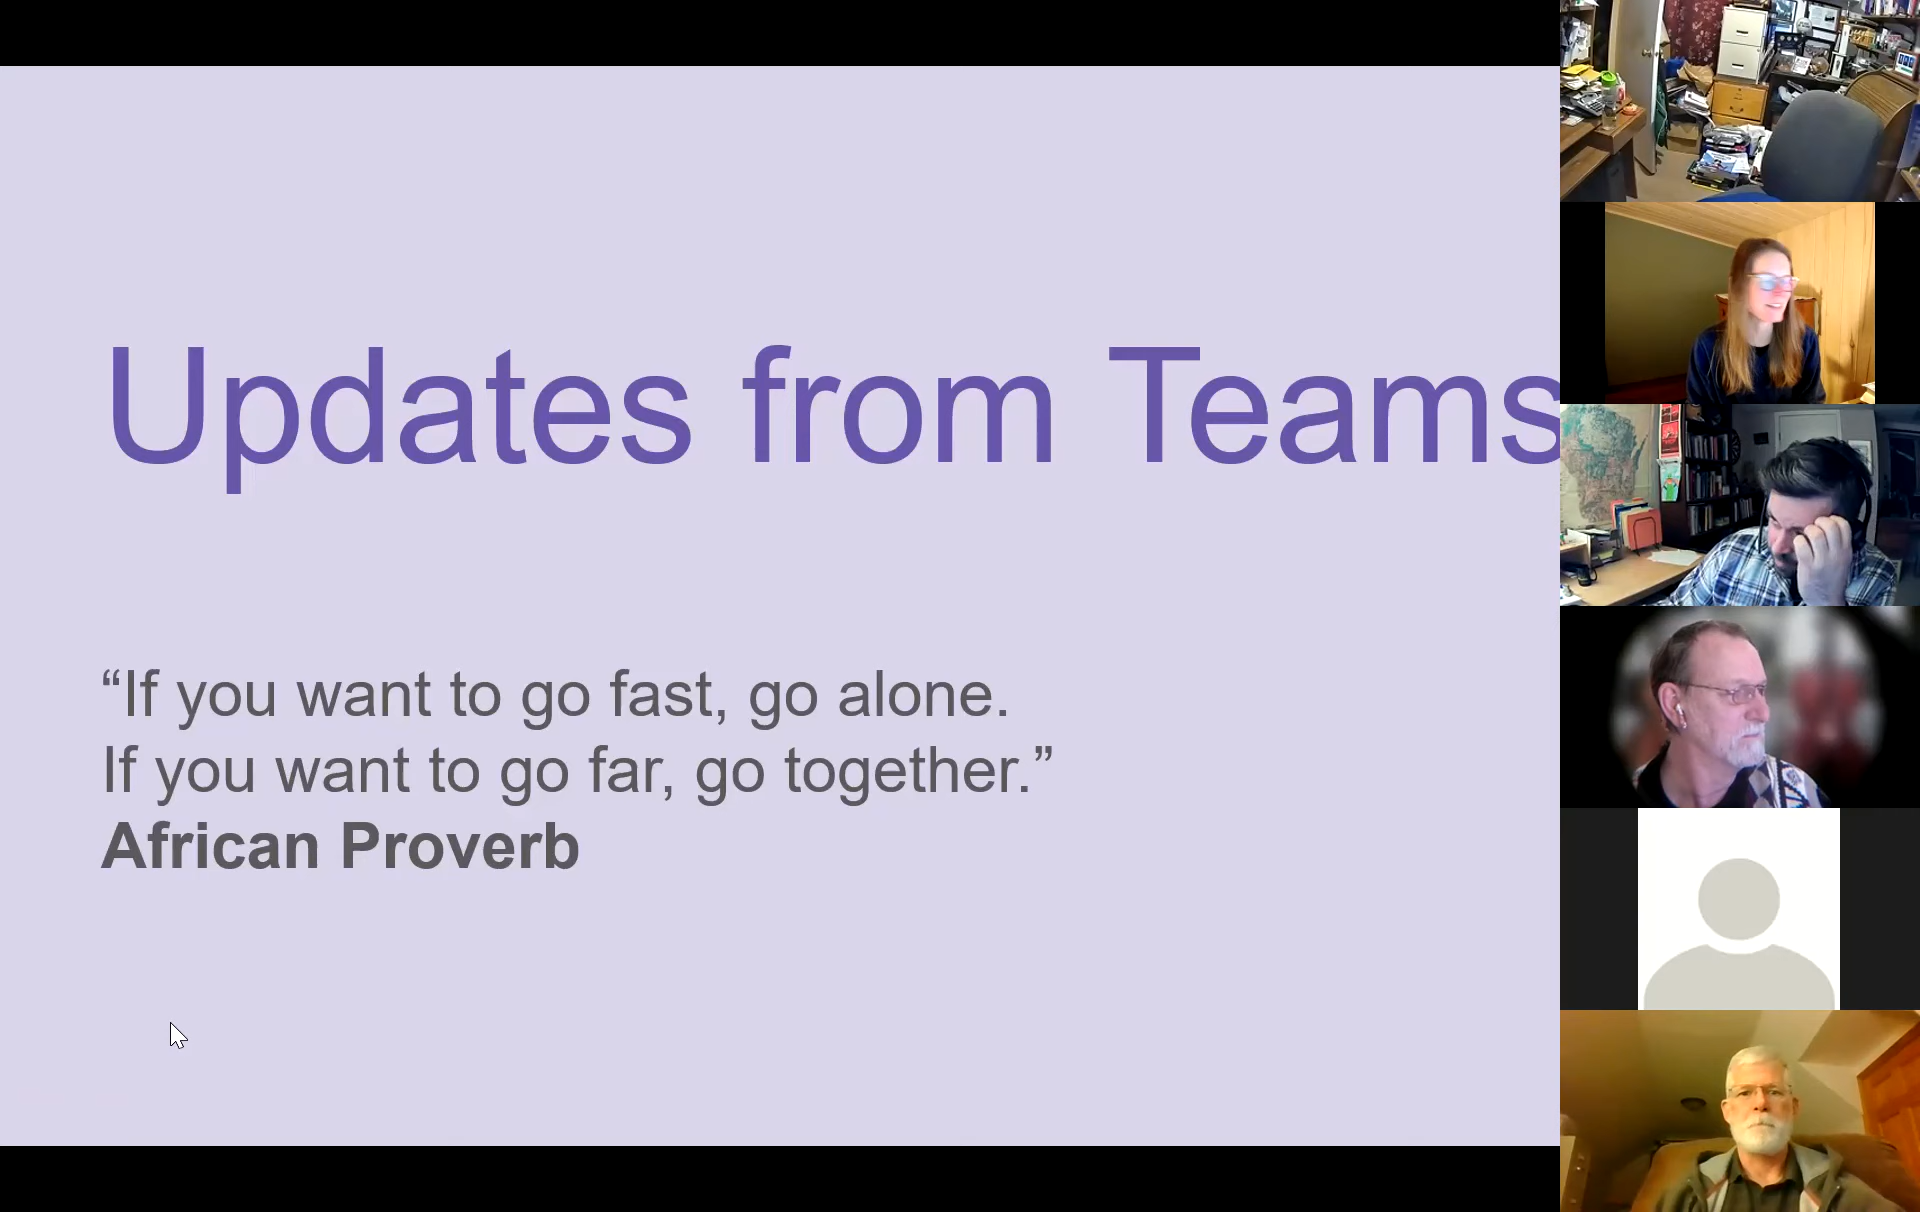 Updates from Teams
“If you want to go fast, go alone.
If you want to go far, go together.”
African Proverb